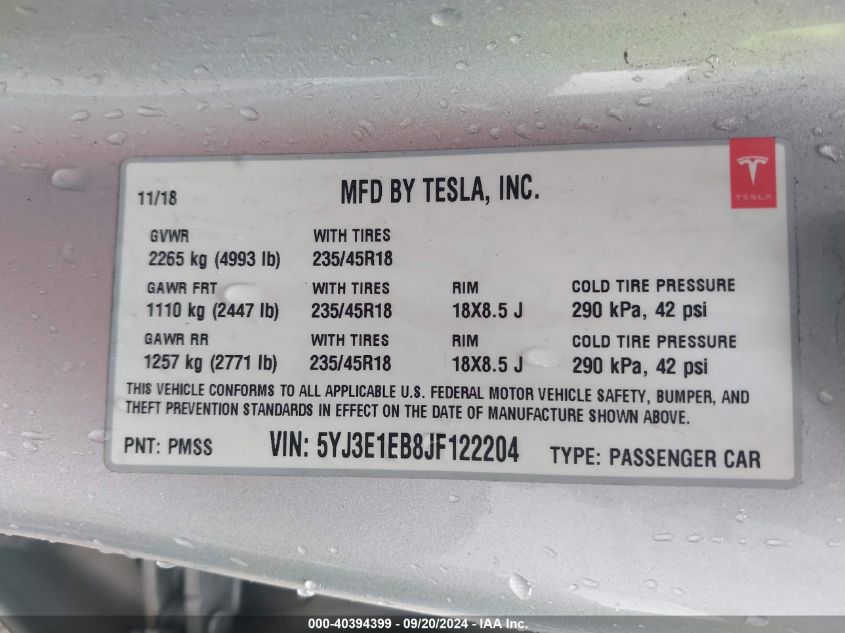 11/18 MFD BY TESLA, INC. TESLA
GVWR WITH TIRES
2265 kg (4993 lb) 235/45R18
GAWR FRT WITH TIRES RIM COLD TIRE PRESSURE
1110 kg (2447 lb) 235/45R18 18X8.5 J 290 kPa, 42 psi
GAWR RR WITH TIRES RIM COLD TIRE PRESSURE
1257 kg (2771 lb) 235/45R18 18X8.5 J 290 kPa, 42 psi
THIS VEHICLE CONFORMS TO ALL APPLICABLE U.S. FEDERAL MOTOR VEHICLE SAFETY, BUMPER, AND
THEFT PREVENTION STANDARDS IN EFFECT ON THE DATE OF MANUFACTURE SHOWN ABOVE.
PNT: PMSS VIN: 5YJ3E1EB8JF122204 TYPE: PASSENGER CAR
000-40394399 - 09/20/2024 - IAA Inc.